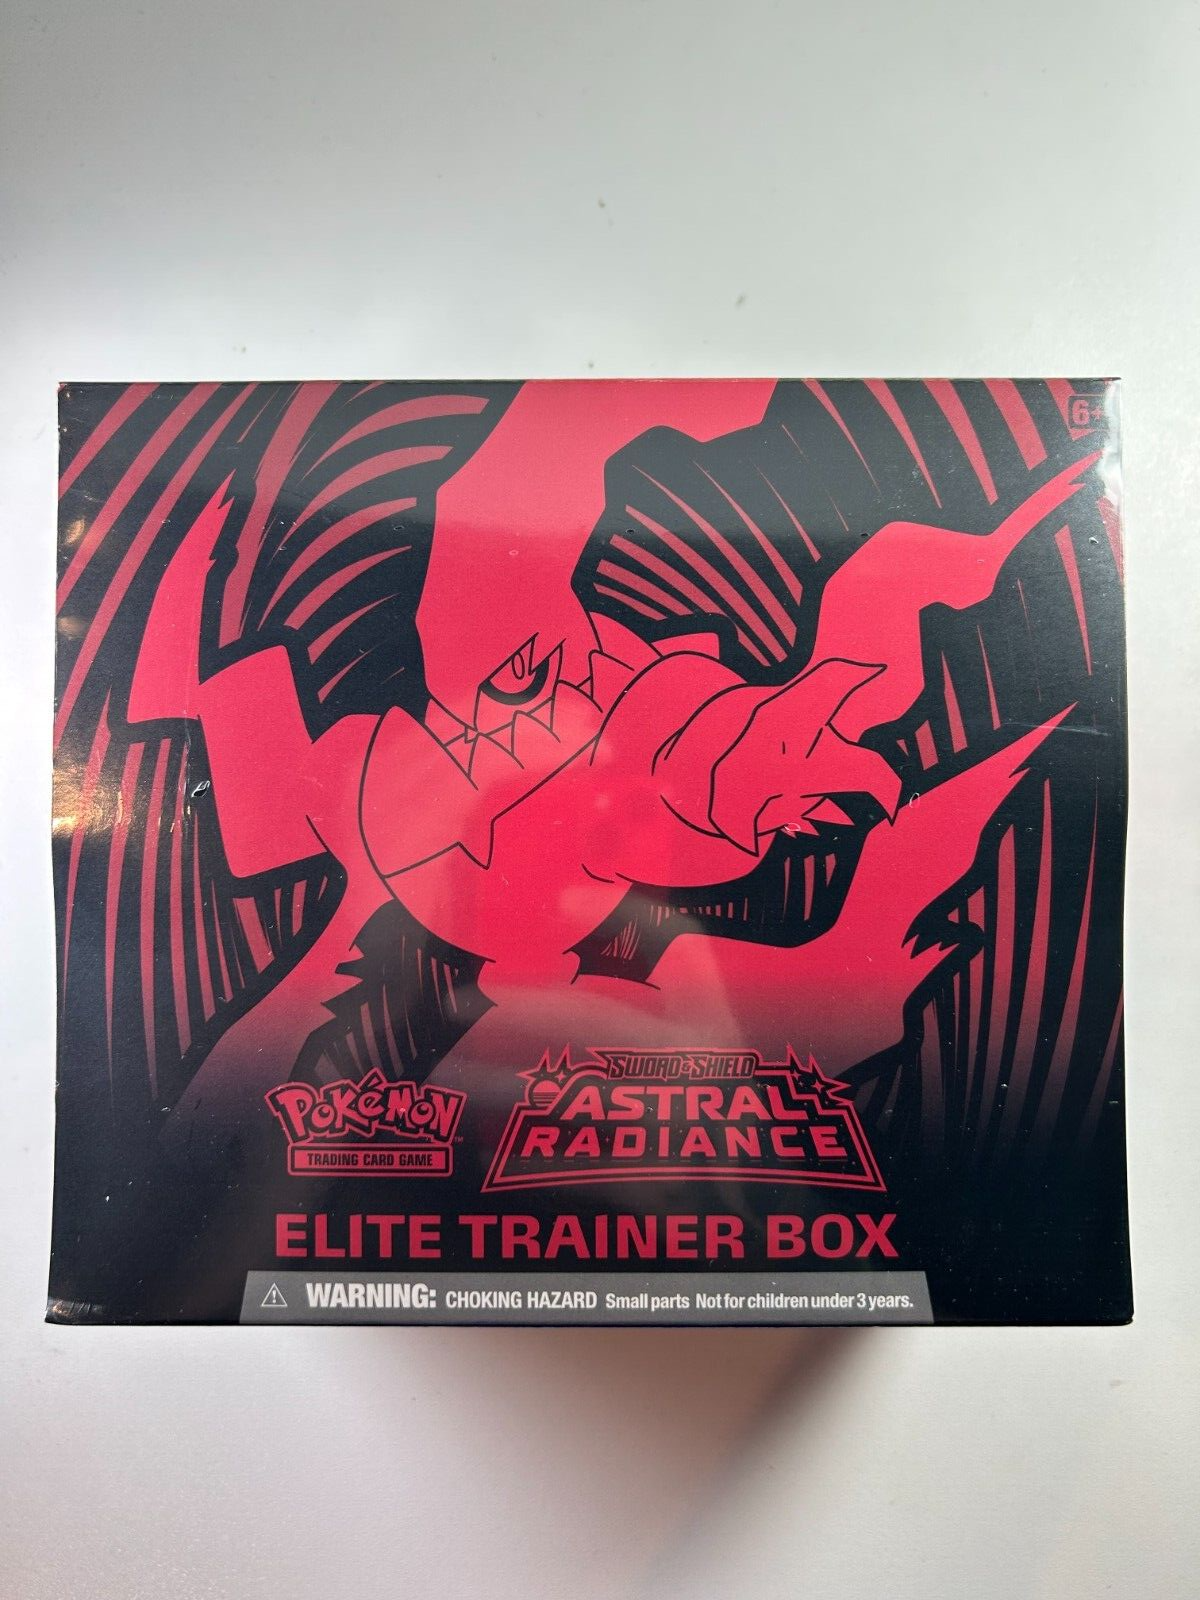 6+
SWORD & SHIELD
POKéMON™
ASTRAL
RADIANCE
TRADING CARD GAME
ELITE TRAINER BOX
WARNING: CHOKING HAZARD Small parts Not for children under 3 years.